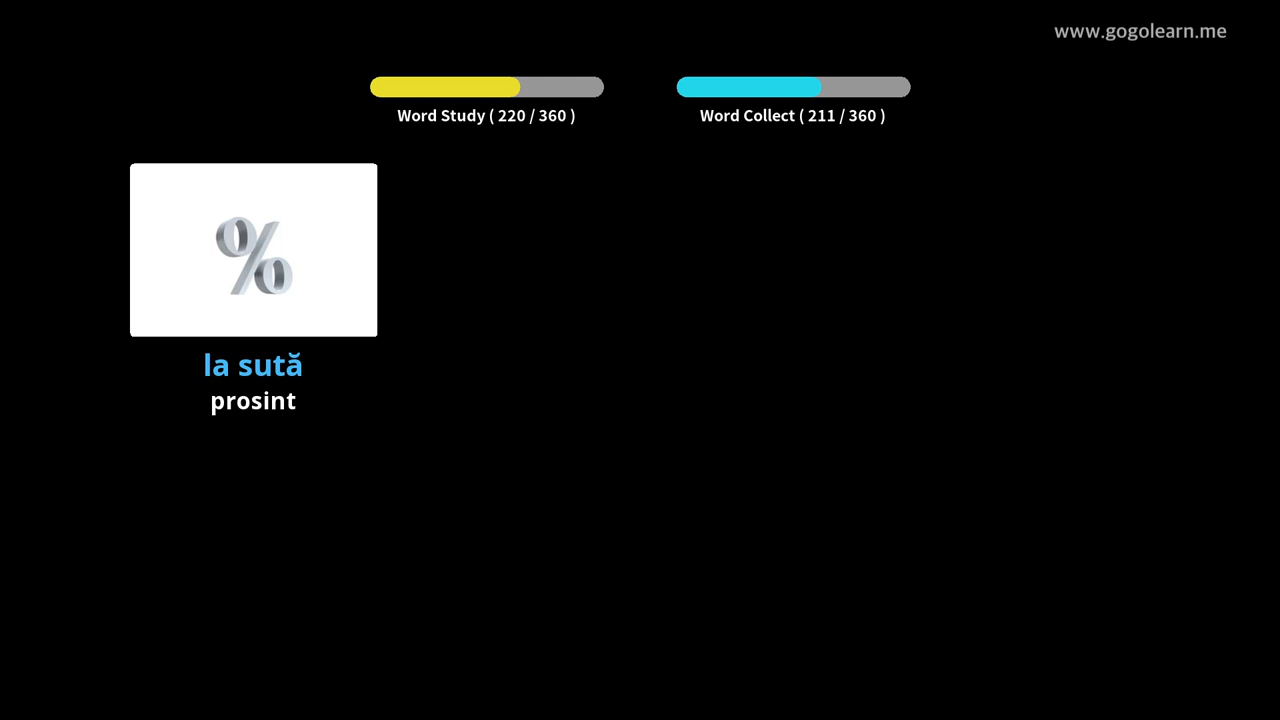 www.gogolearn.me
Word Study ( 220 / 360 )
Word Collect ( 211 / 360 )
%
la sută
prosint